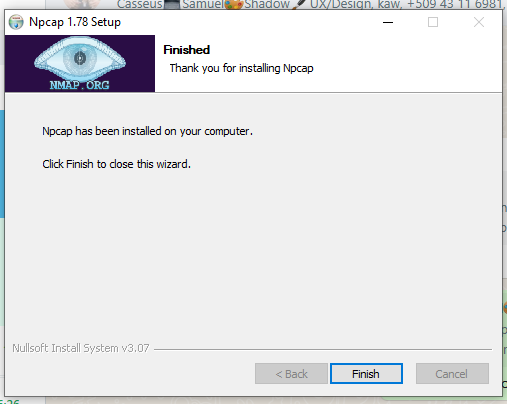 Casseus Samuel Shadow UX/Design, kaw, +509 43 11 6981,
Npcap 1.78 Setup
NMAP.ORG
Finished
Thank you for installing Npcap
Npcap has been installed on your computer.
Click Finish to close this wizard.
Nullsoft Install System v3.07
< Back
Finish
Cancel